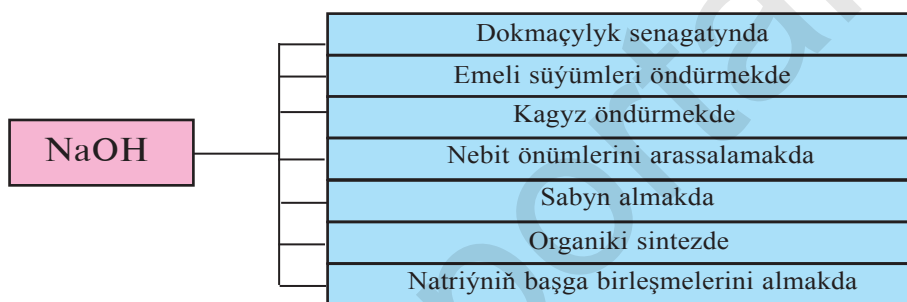 NaOH
Dokmaçylyk senagatynda
Emeli süýümleri öndürmekde
Kagyz öndürmekde
Nebit önümlerini arassalamakda
Sabyn almakda
Organiki sintezde
Natriýniň başga birleşmelerini almakda